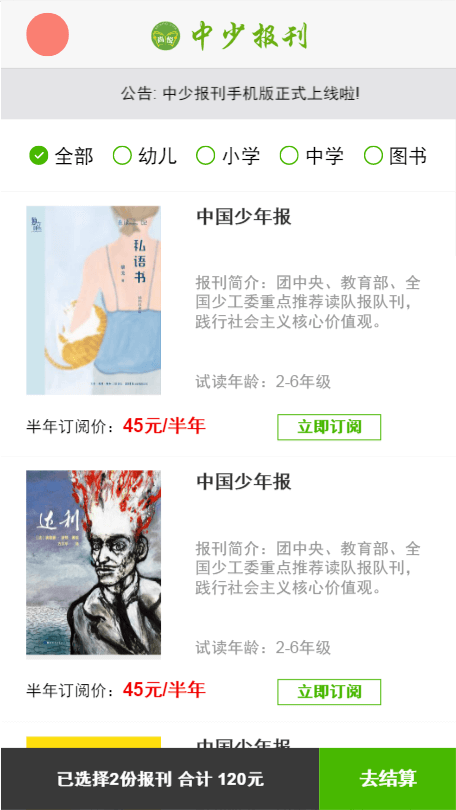 中少报刊
公告: 中少报刊手机版正式上线啦!
全部 幼儿 小学 中学 图书
私语书
中国少年报
报刊简介：团中央、教育部、全
国少工委重点推荐读队报队刊，
践行社会主义核心价值观。
试读年龄：2-6年级
半年订阅价：45元/半年
立即订阅
达利
中国少年报
报刊简介：团中央、教育部、全
国少工委重点推荐读队报队刊，
践行社会主义核心价值观。
试读年龄：2-6年级
半年订阅价：45元/半年
立即订阅
中国少年报
已选择2份报刊 合计 120元
去结算